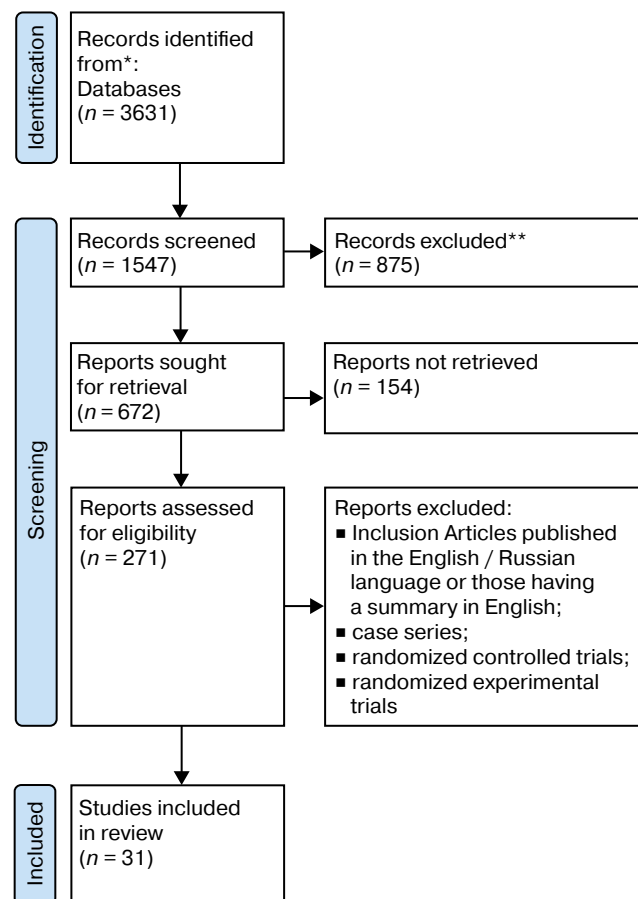 Identification
Records identified
from*:
Databases
(n = 3631)
Screening
Records screened
(n = 1547)
Records excluded**
(n = 875)
Reports sought
for retrieval
(n = 672)
Reports not retrieved
(n = 154)
Reports assessed
for eligibility
(n = 271)
Reports excluded:
■ Inclusion Articles published
in the English / Russian
language or those having
a summary in English;
■ case series;
■ randomized controlled trials;
■ randomized experimental
trials
Included
Studies included
in review
(n = 31)